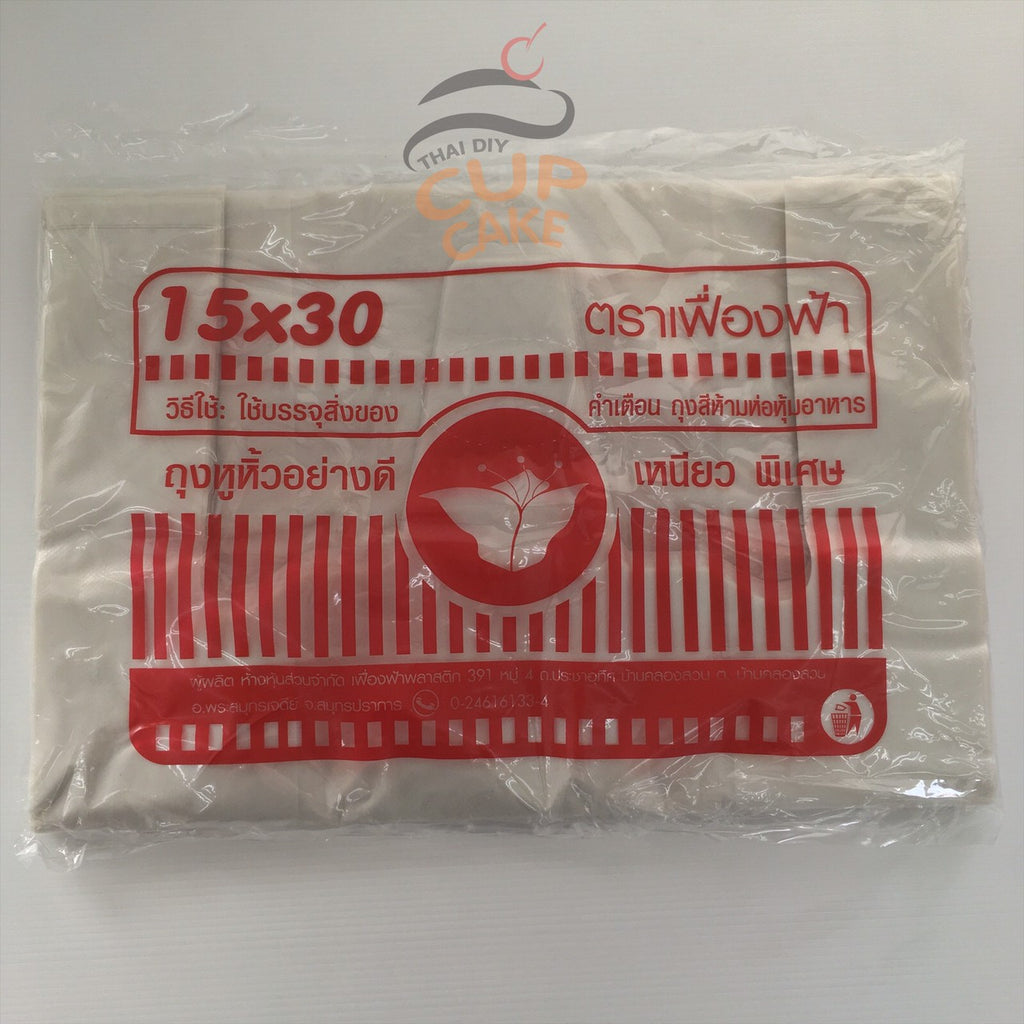 THAI DIY
CUP
CAKE
15x30
ตราเฟื่องฟ้า
วิธีใช้: ใช้บรรจุสิ่งของ
คำเตือน ถุงสีห้ามห่อหุ้มอาหาร
ถุงหูหิ้วอย่างดี
เหนียว พิเศษ
ผู้ผลิต ห้างหุ้นส่วนจำกัด เฟื่องฟ้าพลาสติก 391 หมู่ 4 ถ.ประชาอุทิศ บ้านคลองสวน ต. บ้านคลองสวน
อ.พระสมุทรเจดีย์ จ.สมุทรปราการ 0-24616133-4